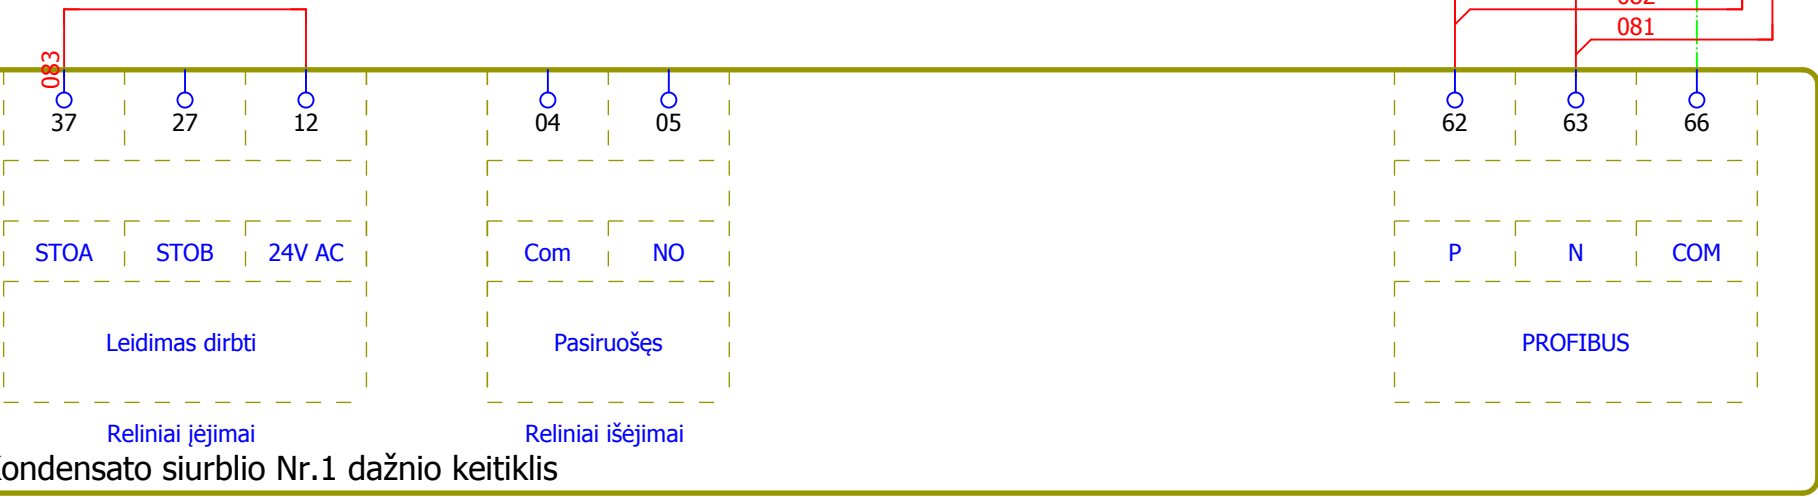 081
083
37 27 12 04 05 62 63 66
STOA STOB 24V AC Com NO P N COM
Leidimas dirbti Pasiruošęs PROFIBUS
Reliniai įėjimai Reliniai išėjimai
ondensato siurblio Nr.1 dažnio keitiklis